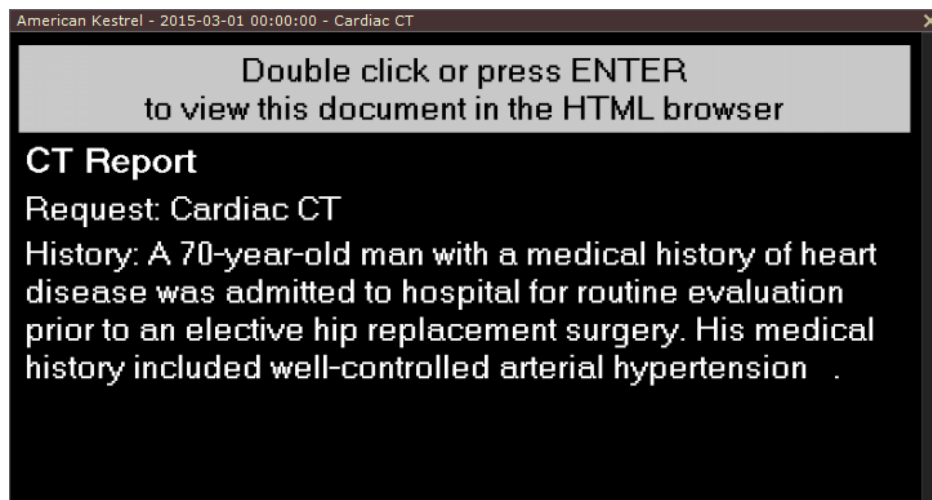 American Kestrel - 2015-03-01 00:00:00 - Cardiac CT
Double click or press ENTER
to view this document in the HTML browser
CT Report
Request: Cardiac CT
History: A 70-year-old man with a medical history of heart
disease was admitted to hospital for routine evaluation
prior to an elective hip replacement surgery. His medical
history included well-controlled arterial hypertension .